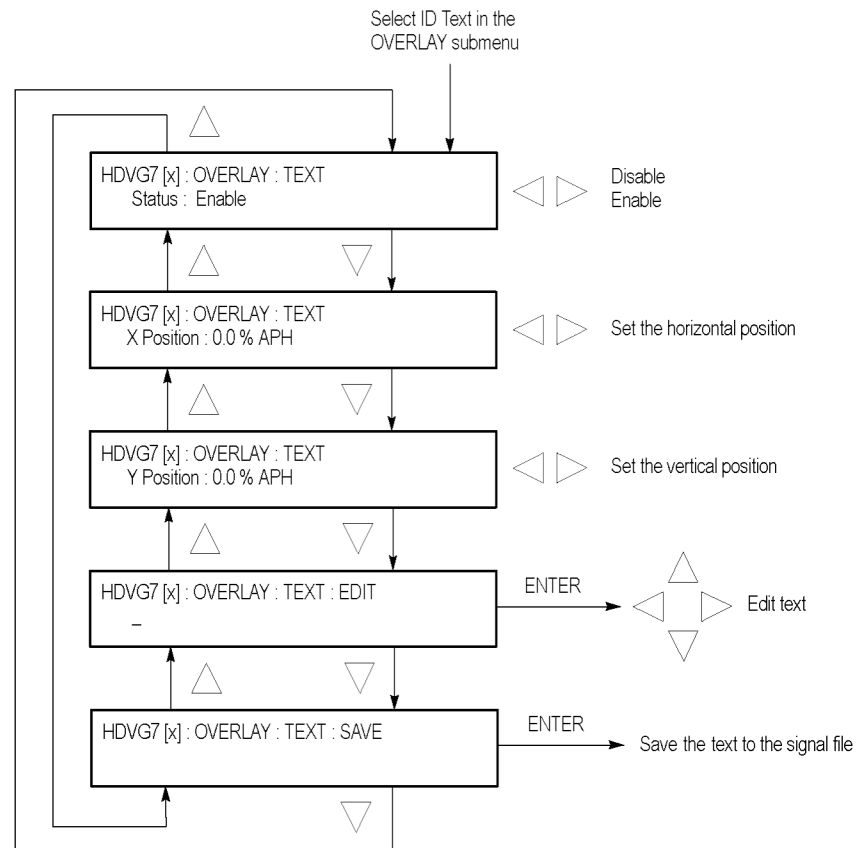 Select ID Text in the
OVERLAY submenu
HDVG7 [x] : OVERLAY : TEXT
Status : Enable
Disable
Enable
HDVG7 [x] : OVERLAY : TEXT
X Position : 0.0 % APH
Set the horizontal position
HDVG7 [x] : OVERLAY : TEXT
Y Position : 0.0 % APH
Set the vertical position
HDVG7 [x] : OVERLAY : TEXT : EDIT
_
ENTER
Edit text
HDVG7 [x] : OVERLAY : TEXT : SAVE
ENTER
Save the text to the signal file